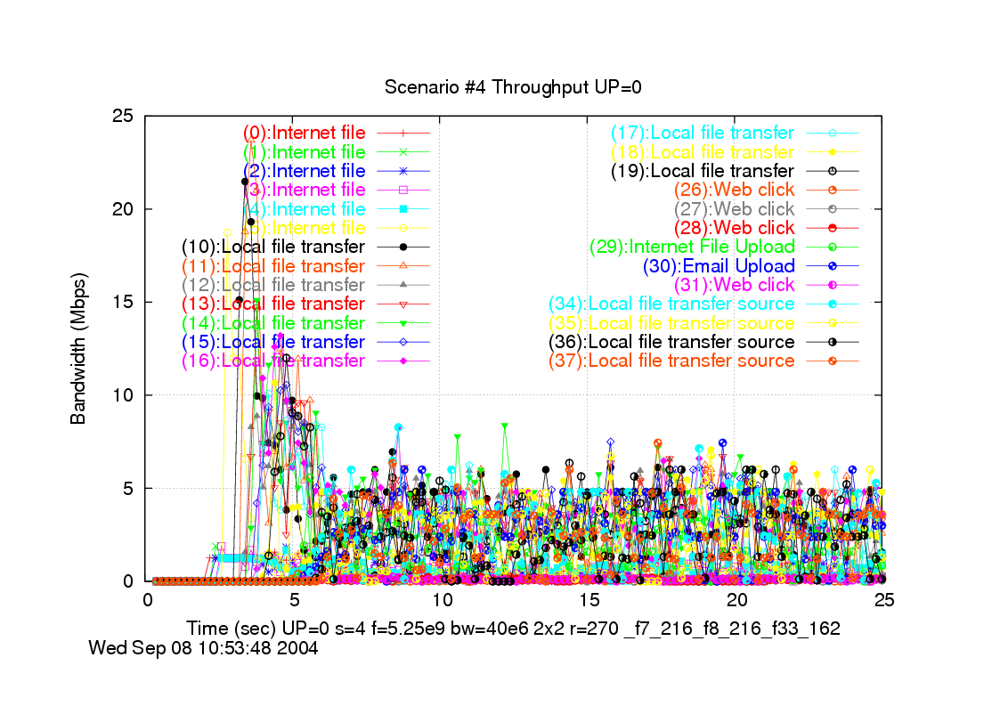 Scenario #4 Throughput UP=0
Bandwidth (Mbps)
25
20
15
10
5
0
(0):Internet file
(1):Internet file
(2):Internet file
(3):Internet file
(4):Internet file
(5):Internet file
(10):Local file transfer
(11):Local file transfer
(12):Local file transfer
(13):Local file transfer
(14):Local file transfer
(15):Local file transfer
(16):Local file transfer
(17):Local file transfer
(18):Local file transfer
(19):Local file transfer
(26):Web click
(27):Web click
(28):Web click
(29):Internet File Upload
(30):Email Upload
(31):Web click
(34):Local file transfer source
(35):Local file transfer source
(36):Local file transfer source
(37):Local file transfer source
0 5 10 15 20 25
Time (sec) UP=0 s=4 f=5.25e9 bw=40e6 2x2 r=270 _f7_216_f8_216_f33_162
Wed Sep 08 10:53:48 2004